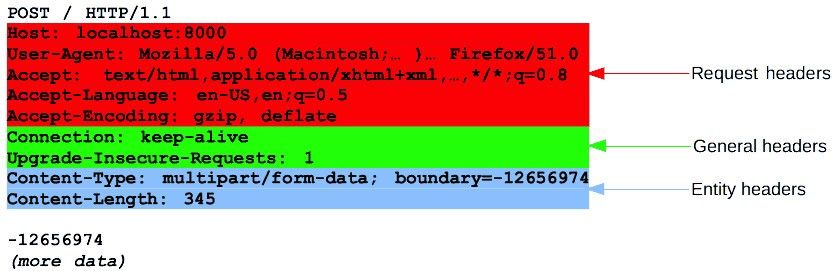 POST / HTTP/1.1
Host: localhost:8000
User-Agent: Mozilla/5.0 (Macintosh;… )… Firefox/51.0
Accept: text/html,application/xhtml+xml,…,*/*;q=0.8
Request headers
Accept-Language: en-US,en;q=0.5
Accept-Encoding: gzip, deflate
Connection: keep-alive
General headers
Upgrade-Insecure-Requests: 1
Content-Type: multipart/form-data; boundary=-12656974
Entity headers
Content-Length: 345
-12656974
(more data)